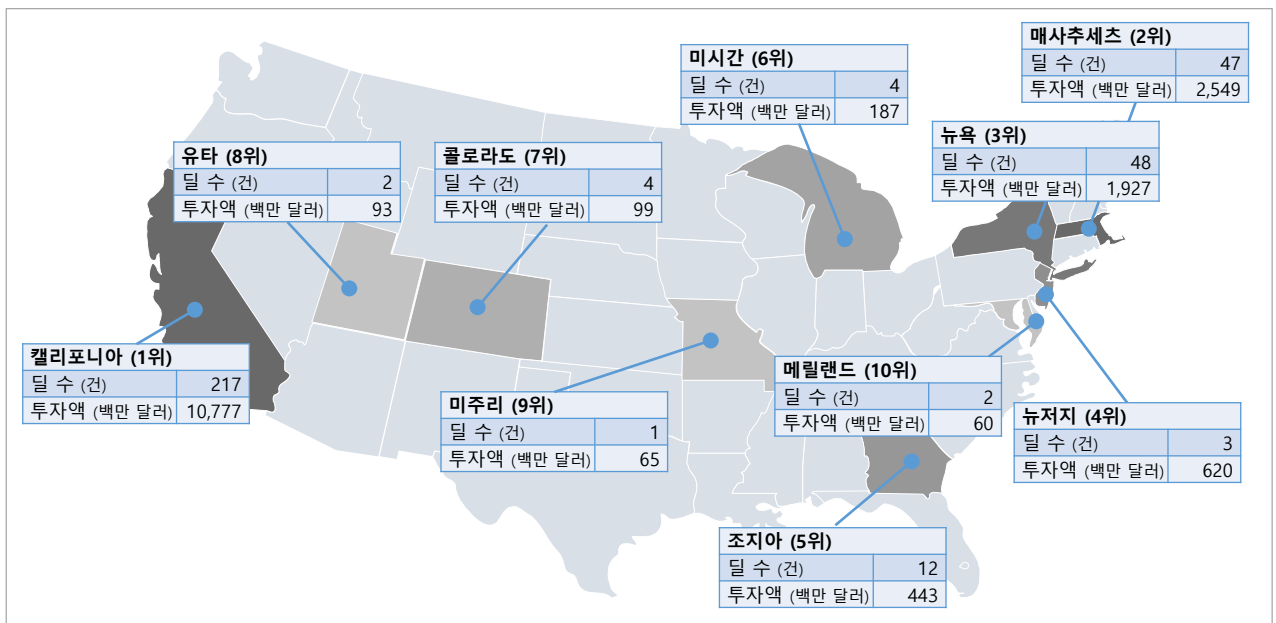 매사추세츠 (2위)
딜 수 (건) 47
투자액 (백만 달러) 2,549
미시간 (6위)
딜 수 (건) 4
투자액 (백만 달러) 187
뉴욕 (3위)
딜 수 (건) 48
투자액 (백만 달러) 1,927
유타 (8위)
딜 수 (건) 2
투자액 (백만 달러) 93
콜로라도 (7위)
딜 수 (건) 4
투자액 (백만 달러) 99
캘리포니아 (1위)
딜 수 (건) 217
투자액 (백만 달러) 10,777
미주리 (9위)
딜 수 (건) 1
투자액 (백만 달러) 65
메릴랜드 (10위)
딜 수 (건) 2
투자액 (백만 달러) 60
뉴저지 (4위)
딜 수 (건) 3
투자액 (백만 달러) 620
조지아 (5위)
딜 수 (건) 12
투자액 (백만 달러) 443